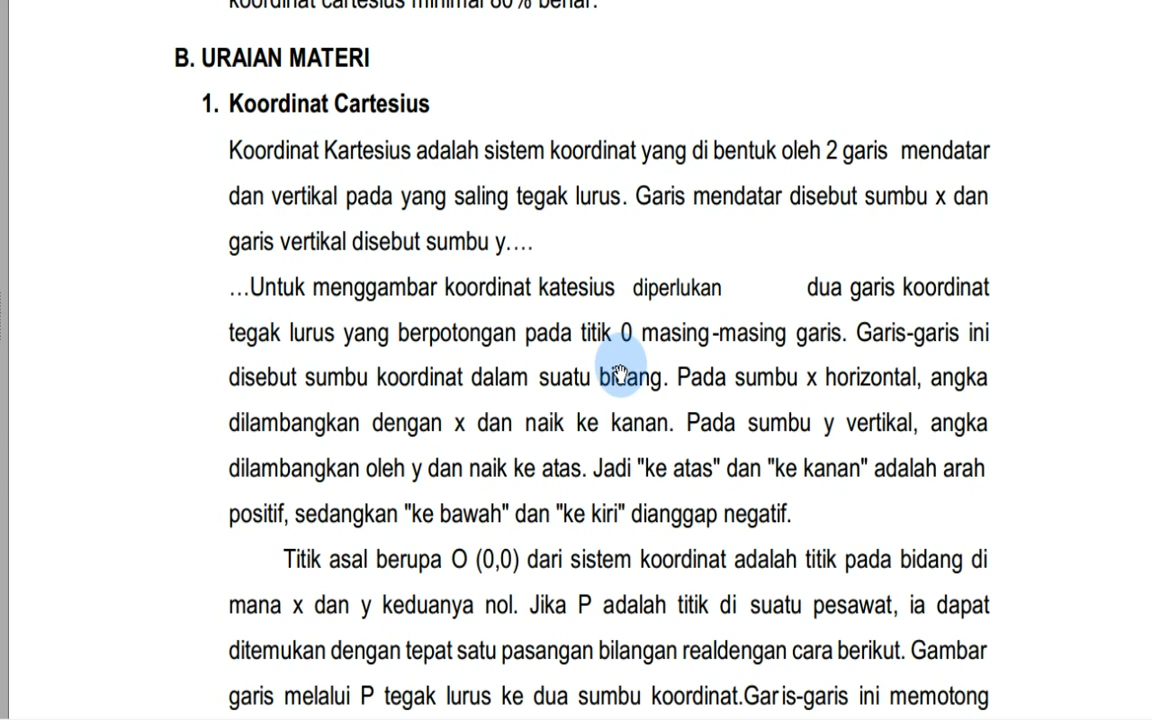 koordinat cartesius minimal 80% benar.
B. URAIAN MATERI
1. Koordinat Cartesius
Koordinat Kartesius adalah sistem koordinat yang di bentuk oleh 2 garis mendatar
dan vertikal pada yang saling tegak lurus. Garis mendatar disebut sumbu x dan
garis vertikal disebut sumbu y....
...Untuk menggambar koordinat katesius diperlukan dua garis koordinat
tegak lurus yang berpotongan pada titik 0 masing-masing garis. Garis-garis ini
disebut sumbu koordinat dalam suatu bidang. Pada sumbu x horizontal, angka
dilambangkan dengan x dan naik ke kanan. Pada sumbu y vertikal, angka
dilambangkan oleh y dan naik ke atas. Jadi "ke atas" dan "ke kanan" adalah arah
positif, sedangkan "ke bawah" dan "ke kiri" dianggap negatif.
Titik asal berupa O (0,0) dari sistem koordinat adalah titik pada bidang di
mana x dan y keduanya nol. Jika P adalah titik di suatu pesawat, ia dapat
ditemukan dengan tepat satu pasangan bilangan realdengan cara berikut. Gambar
garis melalui P tegak lurus ke dua sumbu koordinat.Garis-garis ini memotong